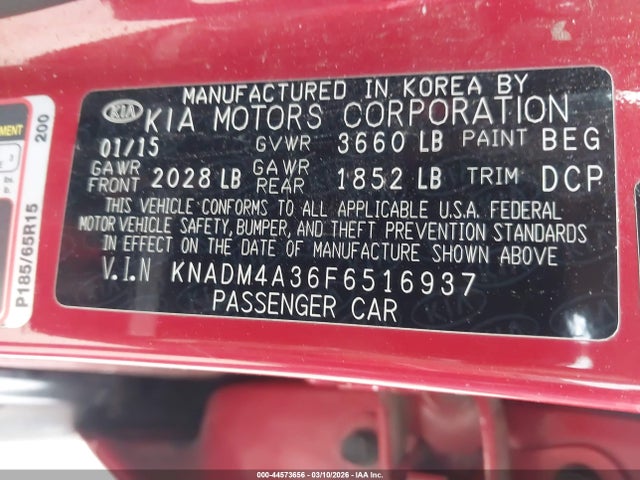 MANUFACTURED IN KOREA BY
KIA KIA MOTORS CORPORATION
01/15 GVWR 3660 LB PAINT BEG
GAWR FRONT 2028 LB GAWR REAR 1852 LB TRIM DCP
THIS VEHICLE CONFORMS TO ALL APPLICABLE U.S.A. FEDERAL
MOTOR VEHICLE SAFETY, BUMPER, AND THEFT PREVENTION STANDARDS
IN EFFECT ON THE DATE OF MANUFACTURE SHOWN ABOVE
V.I.N KNADM4A36F6516937
PASSENGER CAR
200
P185/65R15
000-44573656 - 03/10/2026 - IAA Inc.